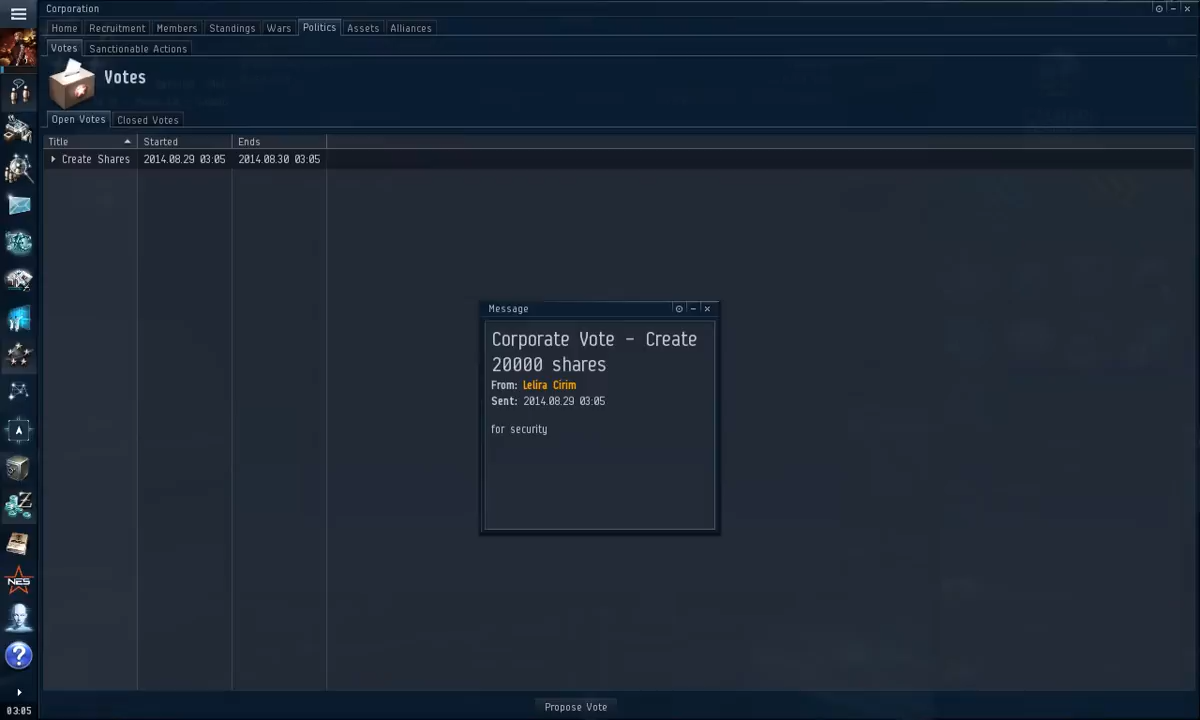 Corporation
Home Recruitment Members Standings Wars Politics Assets Alliances
Votes Sanctionable Actions
Votes
Open Votes Closed Votes
Title Started Ends
Create Shares 2014.08.29 03:05 2014.08.30 03:05
Message
Corporate Vote - Create
20000 shares
From: Lelira Cirim
Sent: 2014.08.29 03:05
for security
NES
?
03:05
Propose Vote